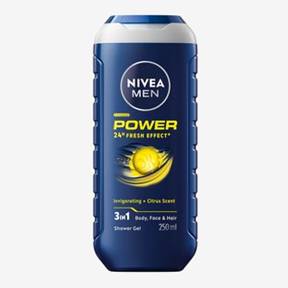 NIVEA
MEN
POWER
24H FRESH EFFECT+
Invigorating + Citrus Scent
3in1 Body, Face & Hair
Shower Gel 250 ml